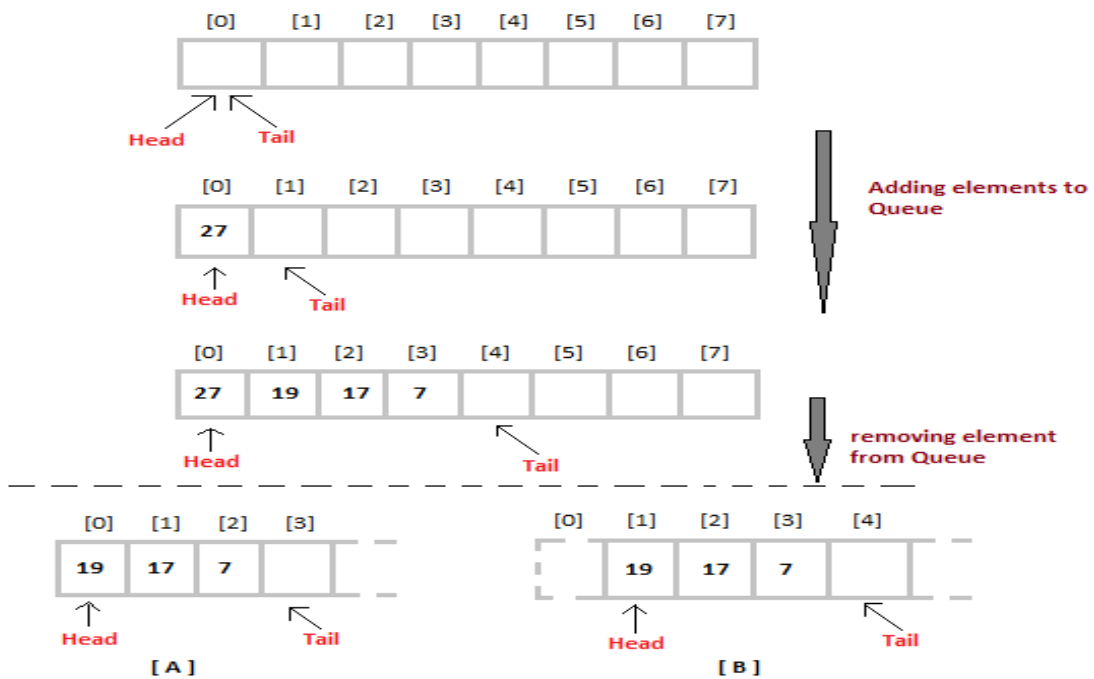 [0] [1] [2] [3] [4] [5] [6] [7]
Head Tail
[0] [1] [2] [3] [4] [5] [6] [7]
Adding elements to
Queue
27
Head Tail
[0] [1] [2] [3] [4] [5] [6] [7]
27 19 17 7
removing element
from Queue
Head Tail
[0] [1] [2] [3]
19 17 7
Head Tail
[ A ]
[0] [1] [2] [3] [4]
19 17 7
Head Tail
[ B ]